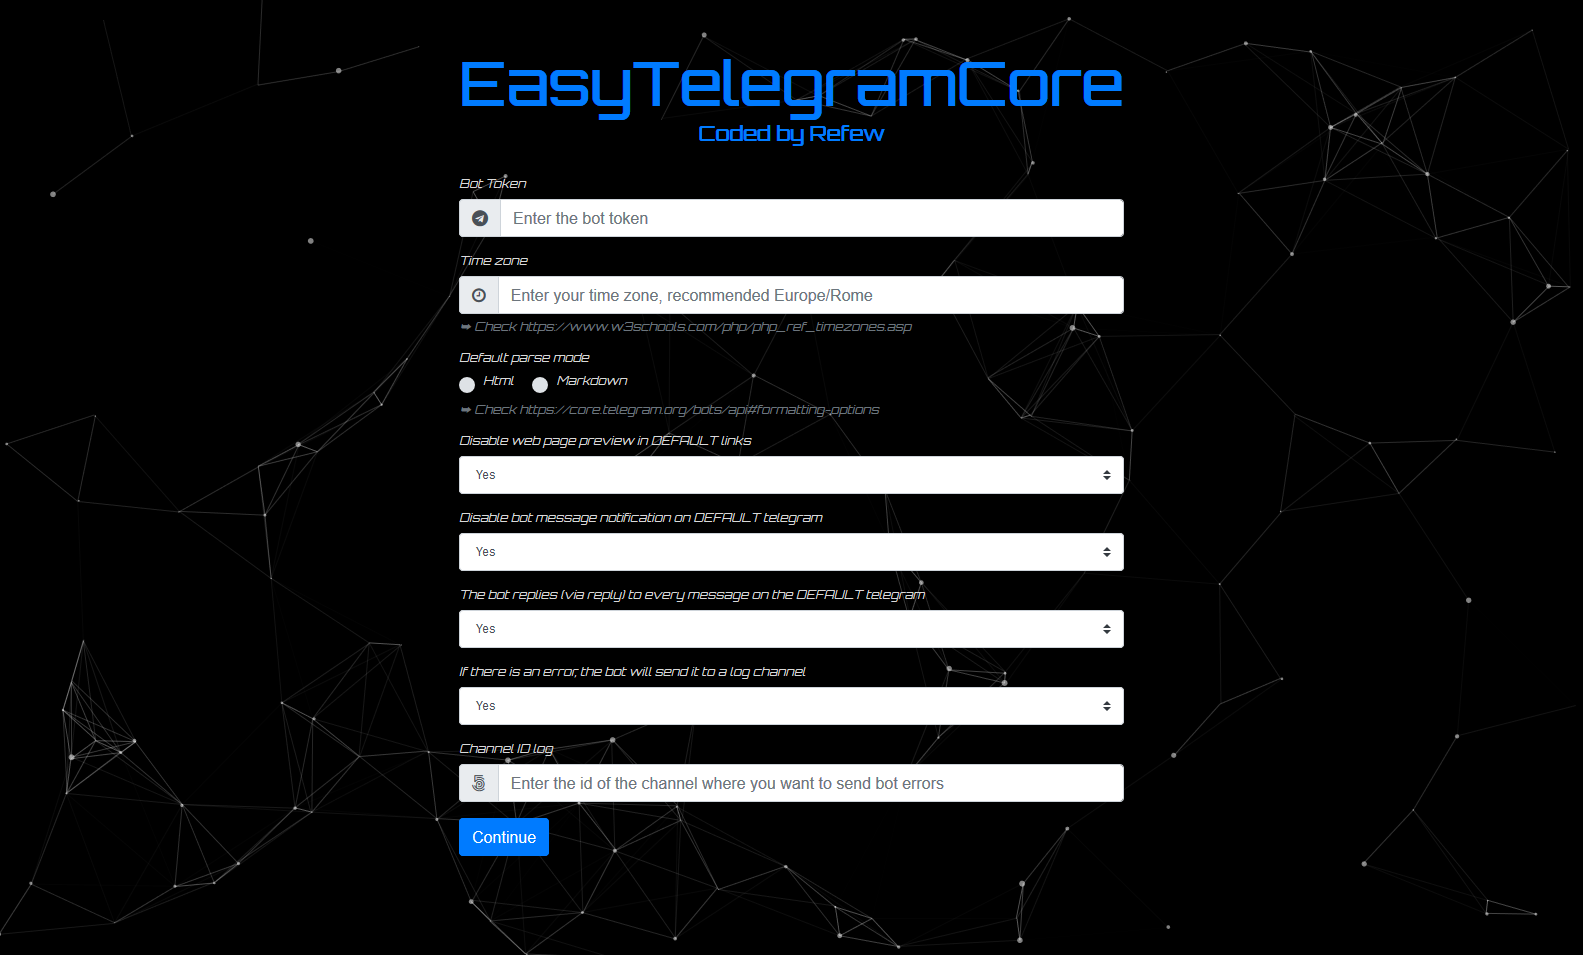 EasyTelegramCore
Coded by Refew
Bot Token
Enter the bot token
Time zone
Enter your time zone, recommended Europe/Rome
➥ Check https://www.w3schools.com/php/php_ref_timezones.asp
Default parse mode
Html Markdown
➥ Check https://core.telegram.org/bots/api#formatting-options
Disable web page preview in DEFAULT links
Yes
Disable bot message notification on DEFAULT telegram
Yes
The bot replies (via reply) to every message on the DEFAULT telegram
Yes
If there is an error, the bot will send it to a log channel
Yes
Channel ID log
Enter the id of the channel where you want to send bot errors
Continue